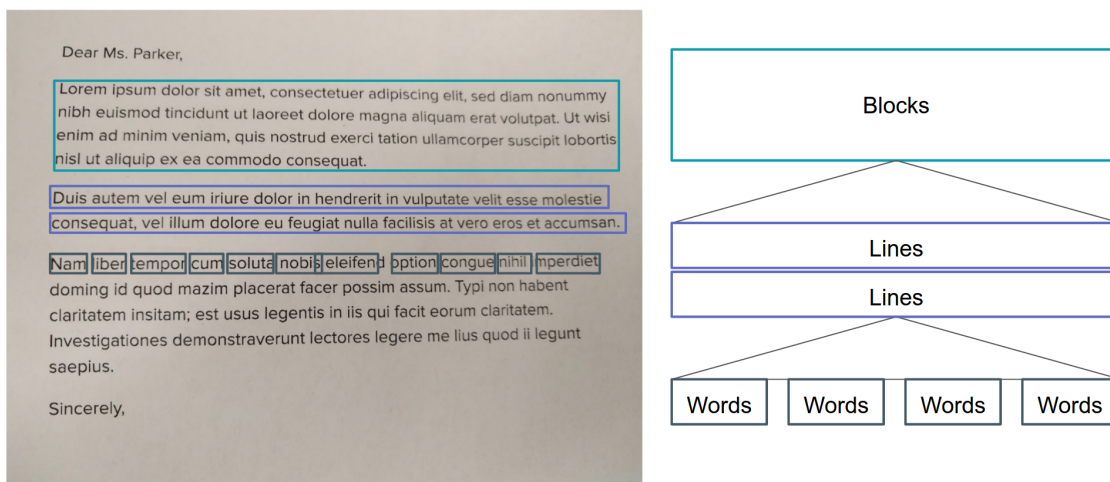 Dear Ms. Parker,
Lorem ipsum dolor sit amet, consectetuer adipiscing elit, sed diam nonummy
nibh euismod tincidunt ut laoreet dolore magna aliquam erat volutpat. Ut wisi
enim ad minim veniam, quis nostrud exerci tation ullamcorper suscipit lobortis
nisl ut aliquip ex ea commodo consequat.
Duis autem vel eum iriure dolor in hendrerit in vulputate velit esse molestie
consequat, vel illum dolore eu feugiat nulla facilisis at vero eros et accumsan.
Nam liber tempor cum soluta nobis eleifend option congue nihil imperdiet
doming id quod mazim placerat facer possim assum. Typi non habent
claritatem insitam; est usus legentis in iis qui facit eorum claritatem.
Investigationes demonstraverunt lectores legere me lius quod ii legunt
saepius.
Sincerely,
Blocks
Lines
Lines
Words Words Words Words